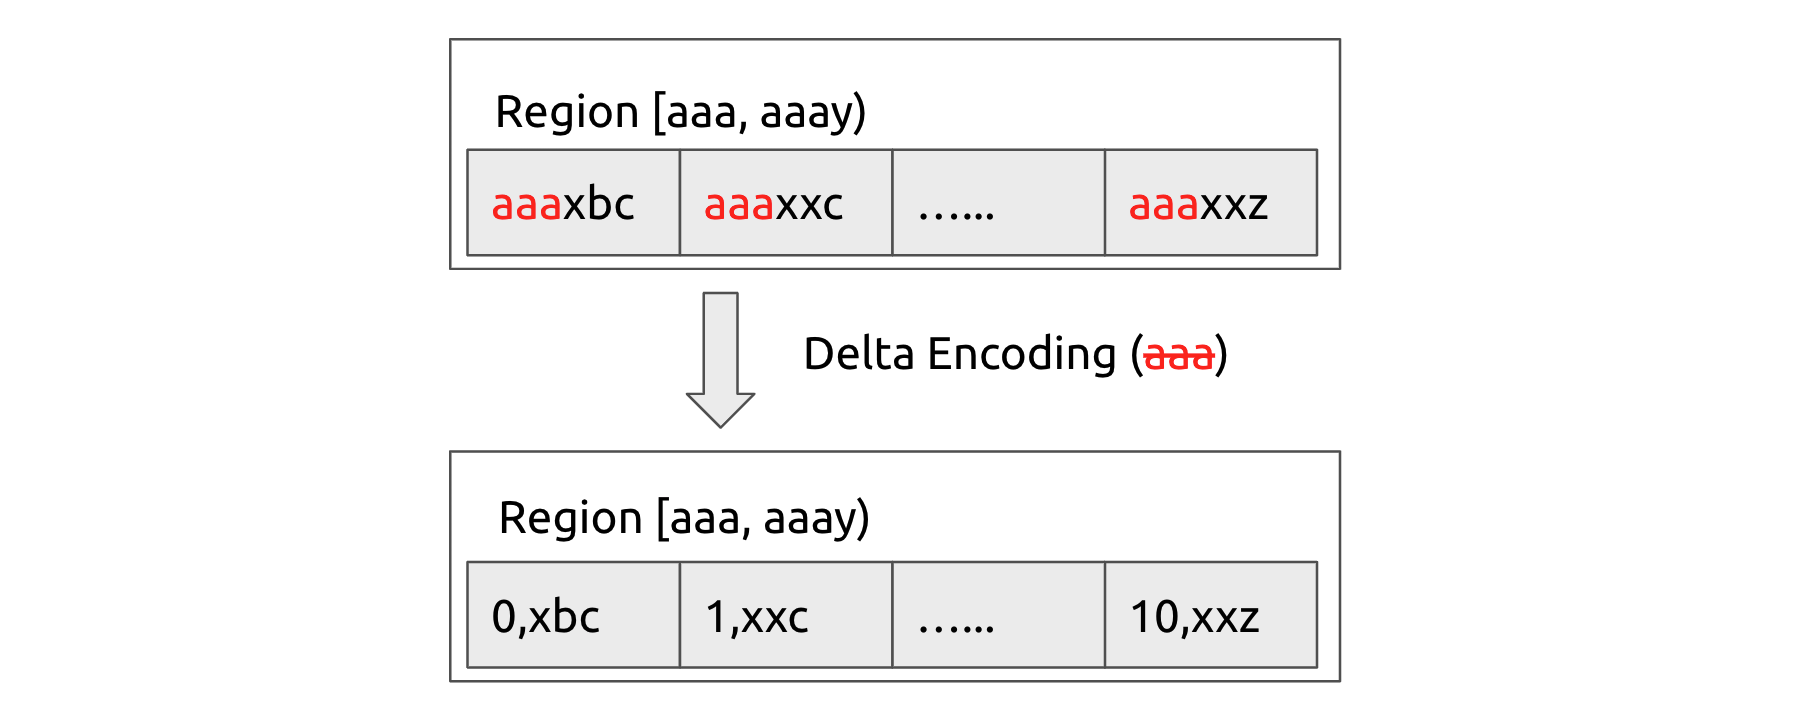 Region [aaa, aaay)
aaaxbc aaaxxc …... aaaxxz
Delta Encoding (aaa)
Region [aaa, aaay)
0,xbc 1,xxc …... 10,xxz